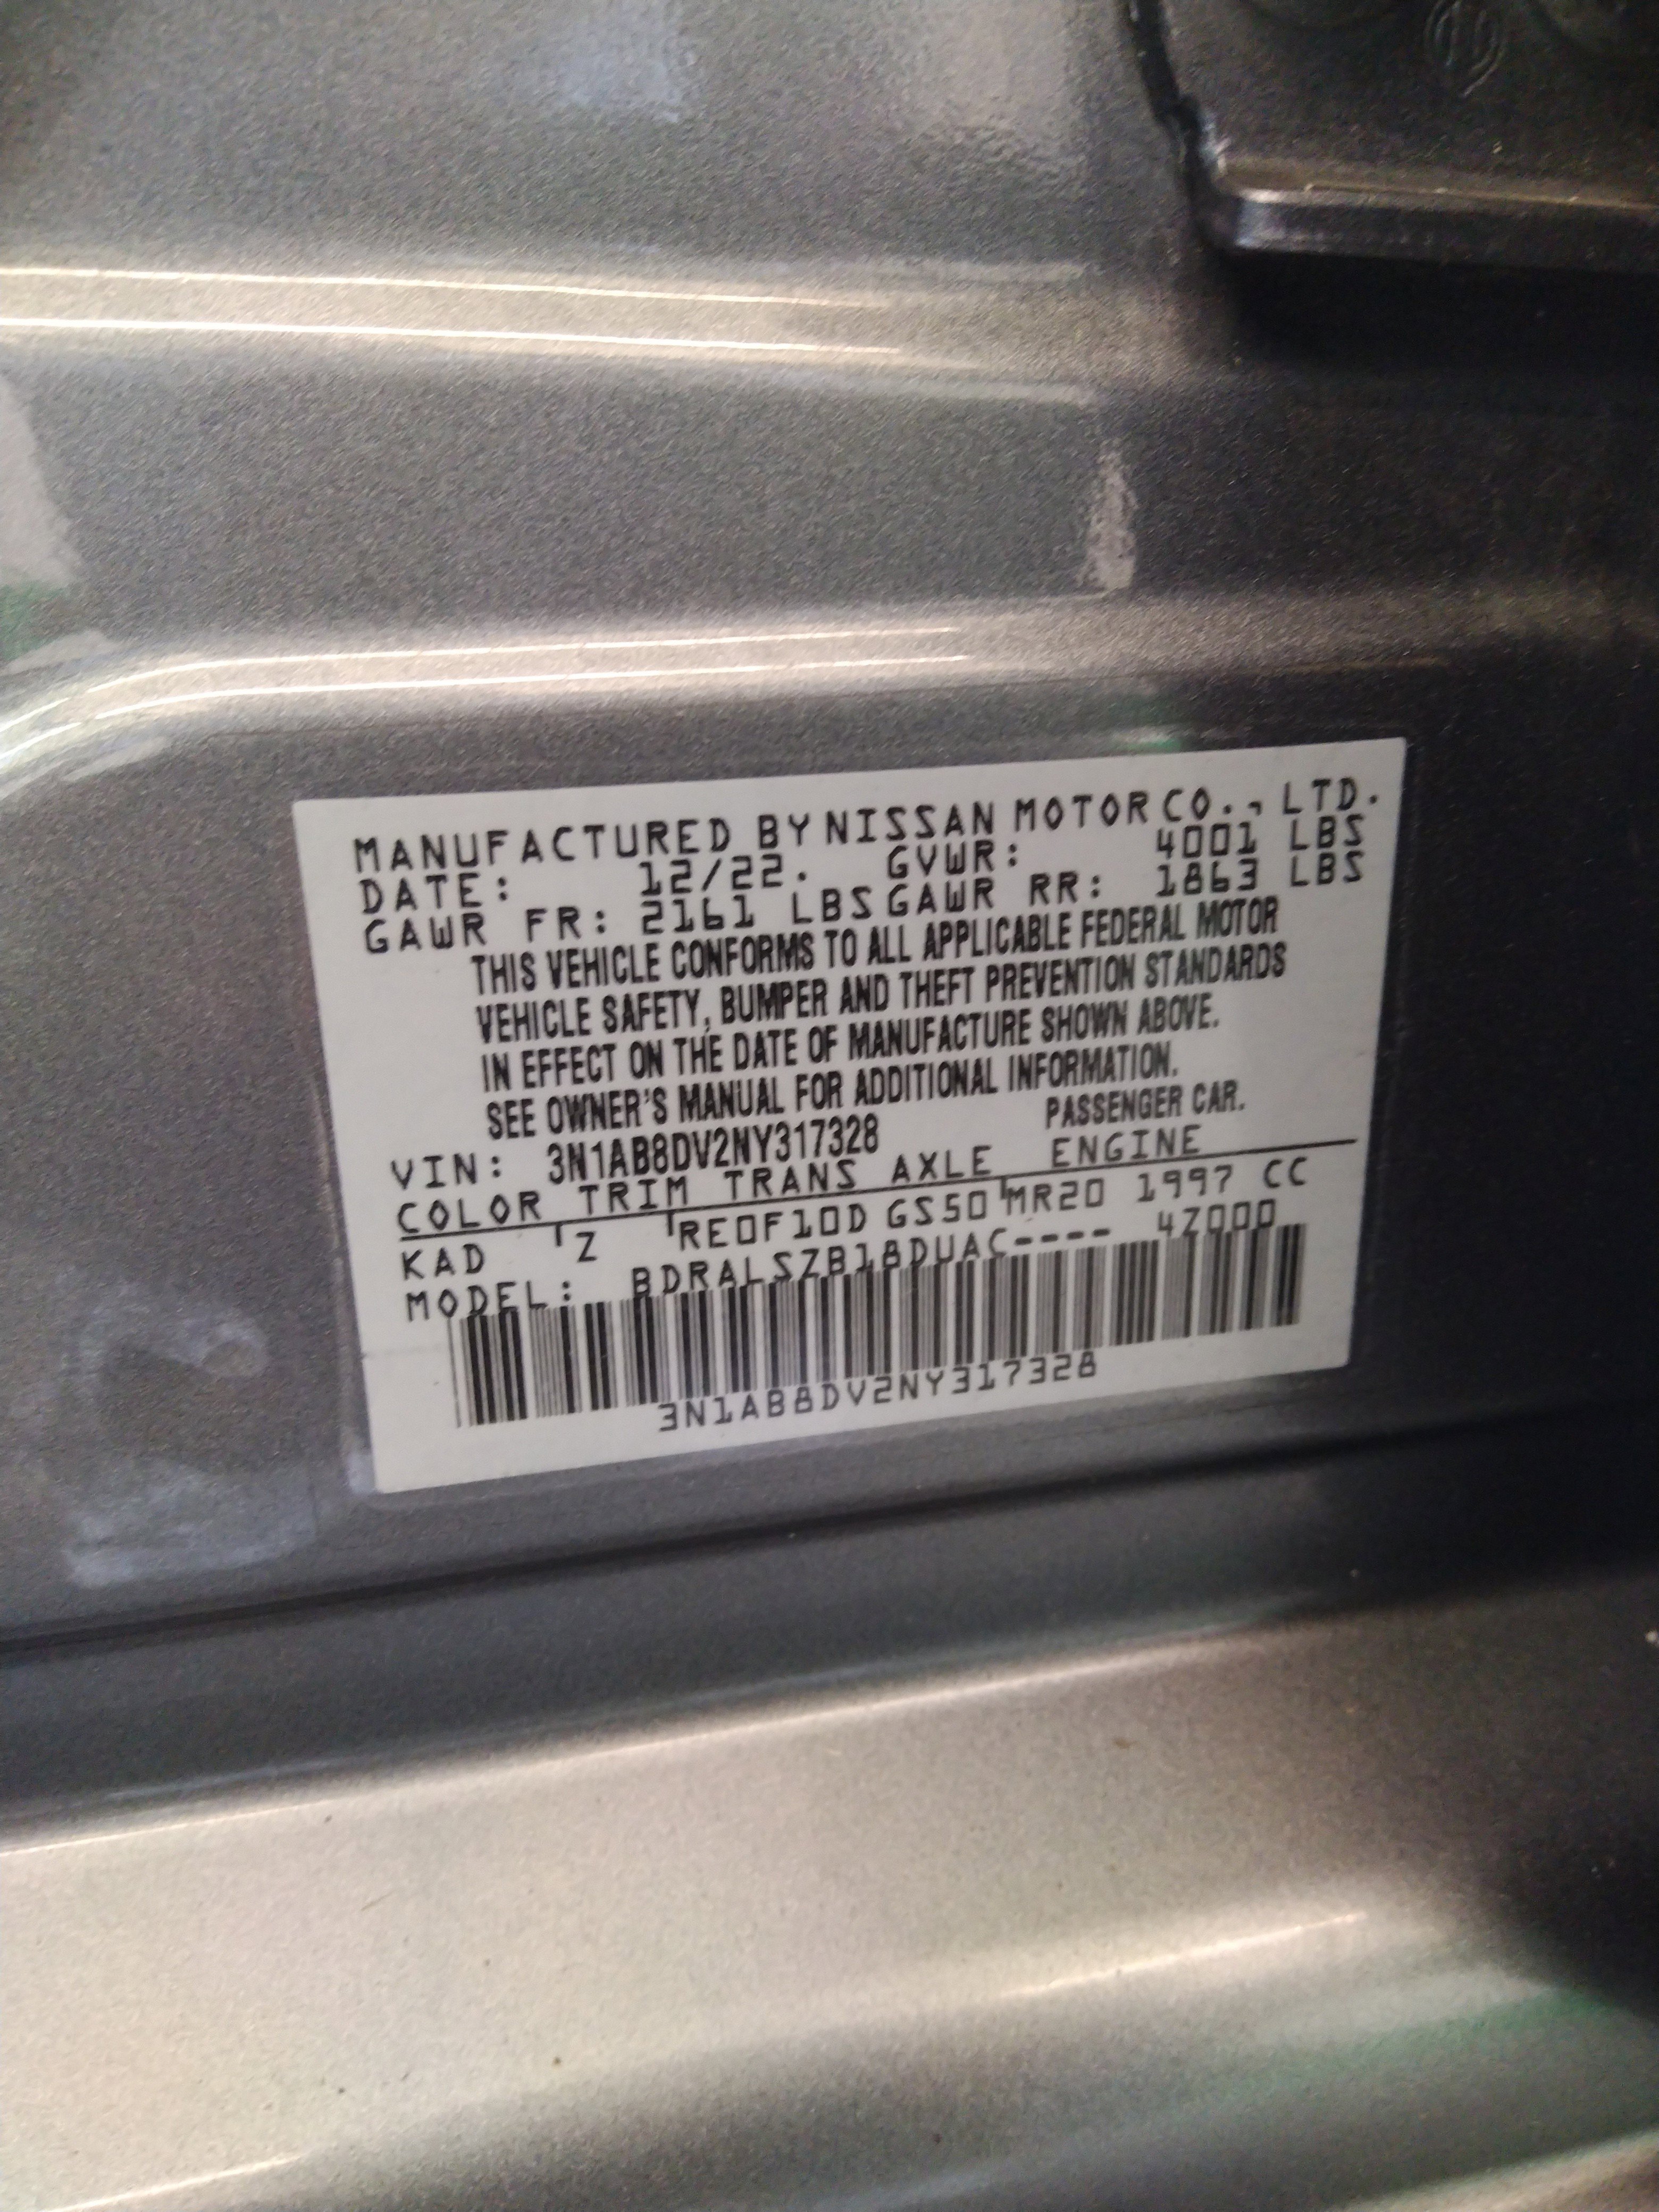 MANUFACTURED BY NISSAN MOTOR CO., LTD.
DATE: 12/22. GVWR: 4001 LBS
GAWR FR: 2161 LBS GAWR RR: 1863 LBS
THIS VEHICLE CONFORMS TO ALL APPLICABLE FEDERAL MOTOR
VEHICLE SAFETY, BUMPER AND THEFT PREVENTION STANDARDS
IN EFFECT ON THE DATE OF MANUFACTURE SHOWN ABOVE.
SEE OWNER'S MANUAL FOR ADDITIONAL INFORMATION.
VIN: 3N1AB8DV2NY317328 PASSENGER CAR.
COLOR TRIM TRANS AXLE ENGINE
KAD Z RE0F10D GS50 MR20 1997 CC
MODEL: BDRALSZB18DUAC---- 4Z000
3N1AB8DV2NY317328